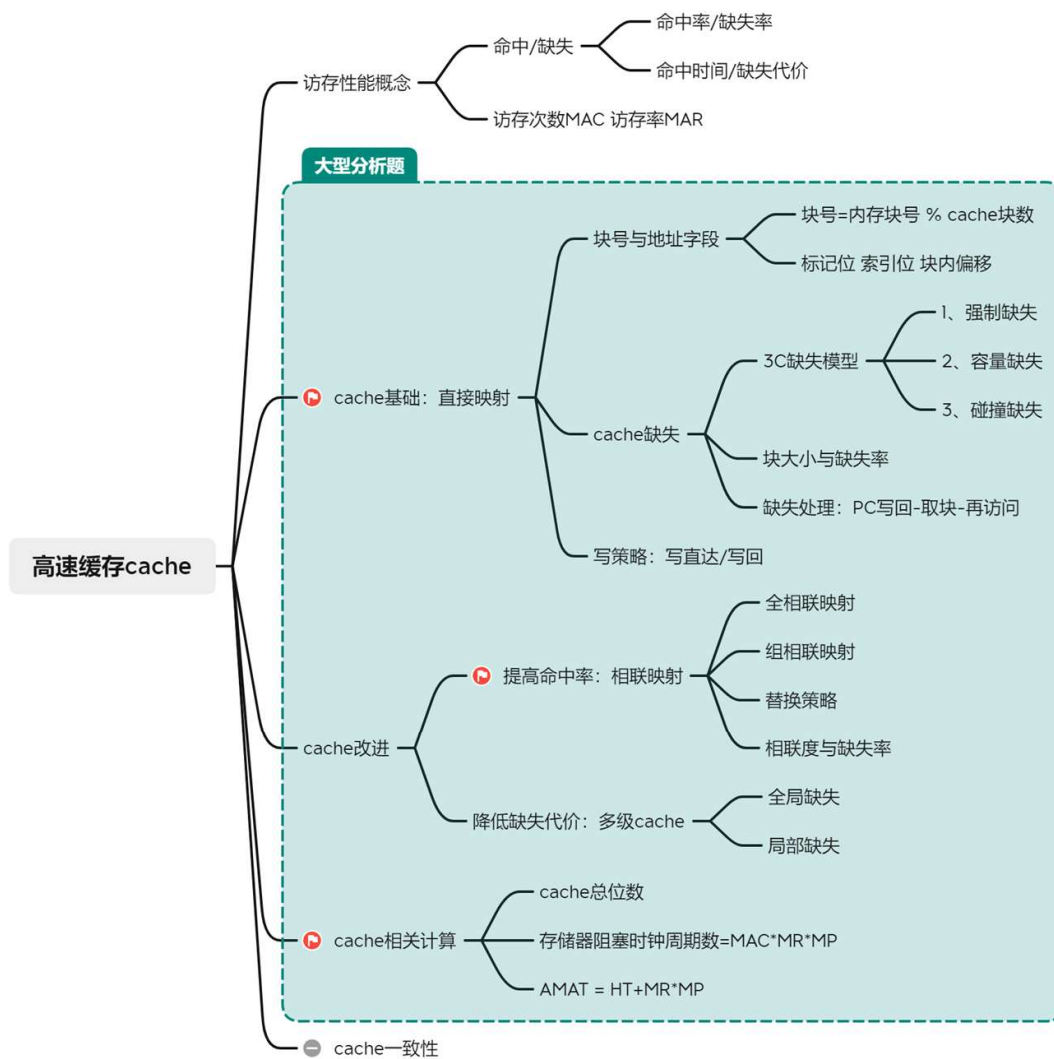 高速缓存cache
访存性能概念
命中/缺失
命中率/缺失率
命中时间/缺失代价
访存次数MAC 访存率MAR
大型分析题
cache基础：直接映射
块号与地址字段
块号=内存块号 % cache块数
标记位 索引位 块内偏移
cache缺失
3C缺失模型
1、强制缺失
2、容量缺失
3、碰撞缺失
块大小与缺失率
缺失处理：PC写回-取块-再访问
写策略：写直达/写回
cache改进
提高命中率：相联映射
全相联映射
组相联映射
替换策略
相联度与缺失率
降低缺失代价：多级cache
全局缺失
局部缺失
cache相关计算
cache总位数
存储器阻塞时钟周期数=MAC*MR*MP
AMAT = HT+MR*MP
cache一致性